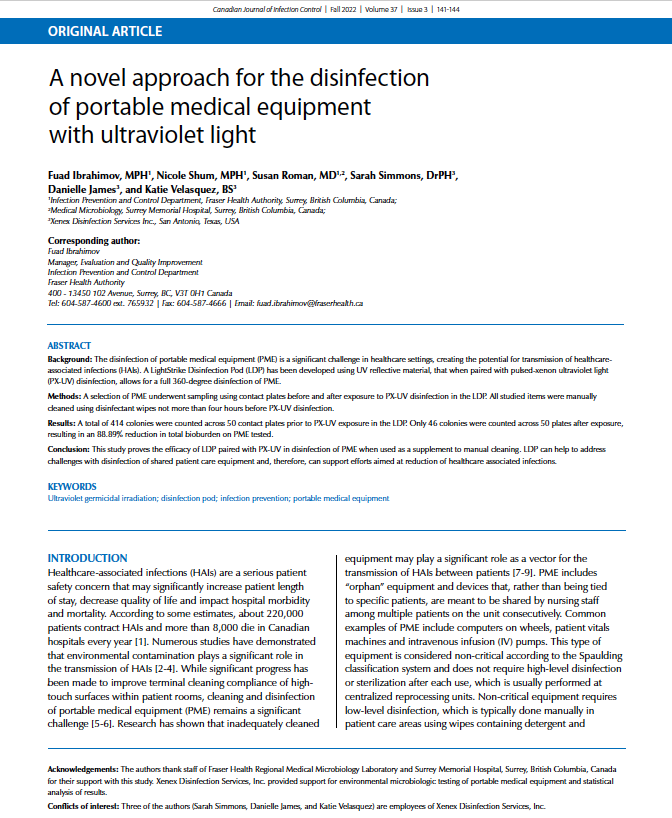 Canadian Journal of Infection Control | Fall 2022 | Volume 37 | Issue 3 | 141-144
ORIGINAL ARTICLE
A novel approach for the disinfection
of portable medical equipment
with ultraviolet light
Fuad Ibrahimov, MPH¹, Nicole Shum, MPH¹, Susan Roman, MD¹,², Sarah Simmons, DrPH³,
Danielle James³, and Katie Velasquez, BS³
¹Infection Prevention and Control Department, Fraser Health Authority, Surrey, British Columbia, Canada;
²Medical Microbiology, Surrey Memorial Hospital, Surrey, British Columbia, Canada;
³Xenex Disinfection Services Inc., San Antonio, Texas, USA
Corresponding author:
Fuad Ibrahimov
Manager, Evaluation and Quality Improvement
Infection Prevention and Control Department
Fraser Health Authority
400 - 13450 102 Avenue, Surrey, BC, V3T 0H1 Canada
Tel: 604-587-4600 ext. 765932 | Fax: 604-587-4666 | Email: fuad.ibrahimov@fraserhealth.ca
ABSTRACT
Background: The disinfection of portable medical equipment (PME) is a significant challenge in healthcare settings, creating the potential for transmission of healthcare-
associated infections (HAIs). A LightStrike Disinfection Pod (LDP) has been developed using UV reflective material, that when paired with pulsed-xenon ultraviolet light
(PX-UV) disinfection, allows for a full 360-degree disinfection of PME.
Methods: A selection of PME underwent sampling using contact plates before and after exposure to PX-UV disinfection in the LDP. All studied items were manually
cleaned using disinfectant wipes not more than four hours before PX-UV disinfection.
Results: A total of 414 colonies were counted across 50 contact plates prior to PX-UV exposure in the LDP. Only 46 colonies were counted across 50 plates after exposure,
resulting in an 88.89% reduction in total bioburden on PME tested.
Conclusion: This study proves the efficacy of LDP paired with PX-UV in disinfection of PME when used as a supplement to manual cleaning. LDP can help to address
challenges with disinfection of shared patient care equipment and, therefore, can support efforts aimed at reduction of healthcare associated infections.
KEYWORDS
Ultraviolet germicidal irradiation; disinfection pod; infection prevention; portable medical equipment
INTRODUCTION
Healthcare-associated infections (HAIs) are a serious patient
safety concern that may significantly increase patient length
of stay, decrease quality of life and impact hospital morbidity
and mortality. According to some estimates, about 220,000
patients contract HAIs and more than 8,000 die in Canadian
hospitals every year [1]. Numerous studies have demonstrated
that environmental contamination plays a significant role in
the transmission of HAIs [2-4]. While significant progress has
been made to improve terminal cleaning compliance of high-
touch surfaces within patient rooms, cleaning and disinfection
of portable medical equipment (PME) remains a significant
challenge [5-6]. Research has shown that inadequately cleaned
equipment may play a significant role as a vector for the
transmission of HAIs between patients [7-9]. PME includes
“orphan” equipment and devices that, rather than being tied
to specific patients, are meant to be shared by nursing staff
among multiple patients on the unit consecutively. Common
examples of PME include computers on wheels, patient vitals
machines and intravenous infusion (IV) pumps. This type of
equipment is considered non-critical according to the Spaulding
classification system and does not require high-level disinfection
or sterilization after each use, which is usually performed at
centralized reprocessing units. Non-critical equipment requires
low-level disinfection, which is typically done manually in
patient care areas using wipes containing detergent and
Acknowledgements: The authors thank staff of Fraser Health Regional Medical Microbiology Laboratory and Surrey Memorial Hospital, Surrey, British Columbia, Canada
for their support with this study. Xenex Disinfection Services, Inc. provided support for environmental microbiologic testing of portable medical equipment and statistical
analysis of results.
Conflicts of interest: Three of the authors (Sarah Simmons, Danielle James, and Katie Velasquez) are employees of Xenex Disinfection Services, Inc.